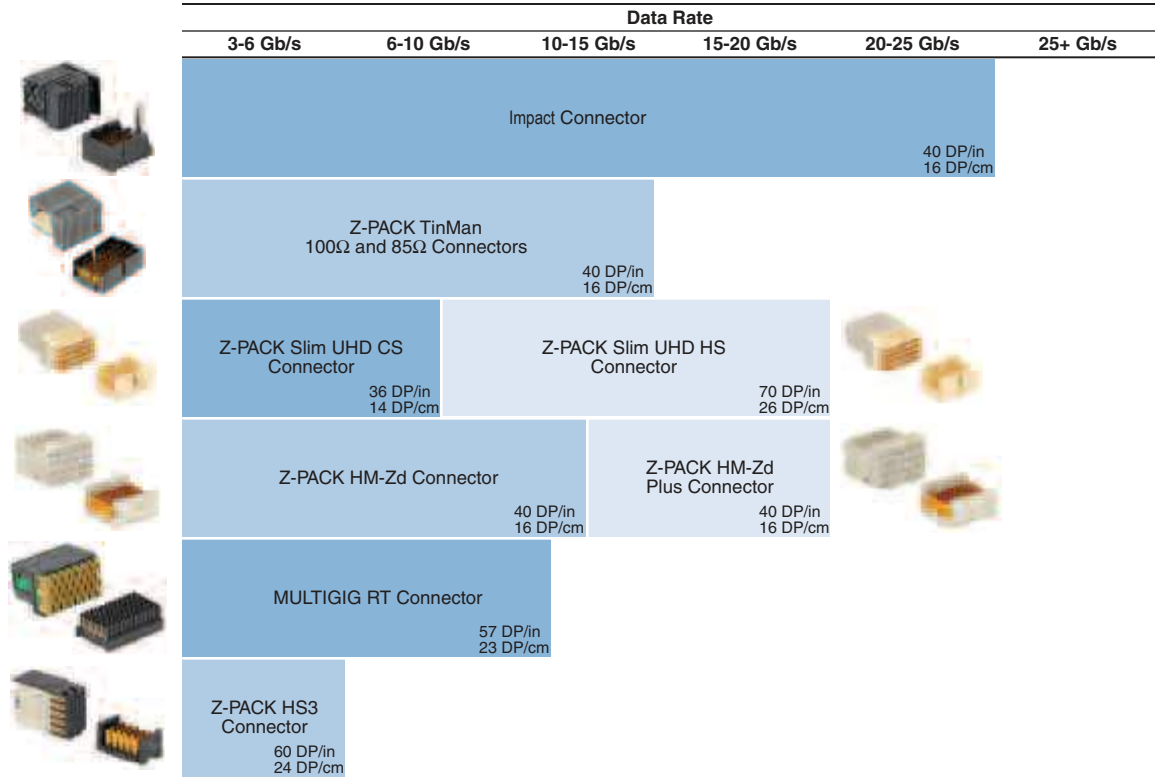 Data Rate
3-6 Gb/s 6-10 Gb/s 10-15 Gb/s 15-20 Gb/s 20-25 Gb/s 25+ Gb/s
Impact Connector
40 DP/in
16 DP/cm
Z-PACK TinMan
100Ω and 85Ω Connectors
40 DP/in
16 DP/cm
Z-PACK Slim UHD CS
Connector
36 DP/in
14 DP/cm
Z-PACK Slim UHD HS
Connector
70 DP/in
26 DP/cm
Z-PACK HM-Zd Connector
40 DP/in
16 DP/cm
Z-PACK HM-Zd
Plus Connector
40 DP/in
16 DP/cm
MULTIGIG RT Connector
57 DP/in
23 DP/cm
Z-PACK HS3
Connector
60 DP/in
24 DP/cm